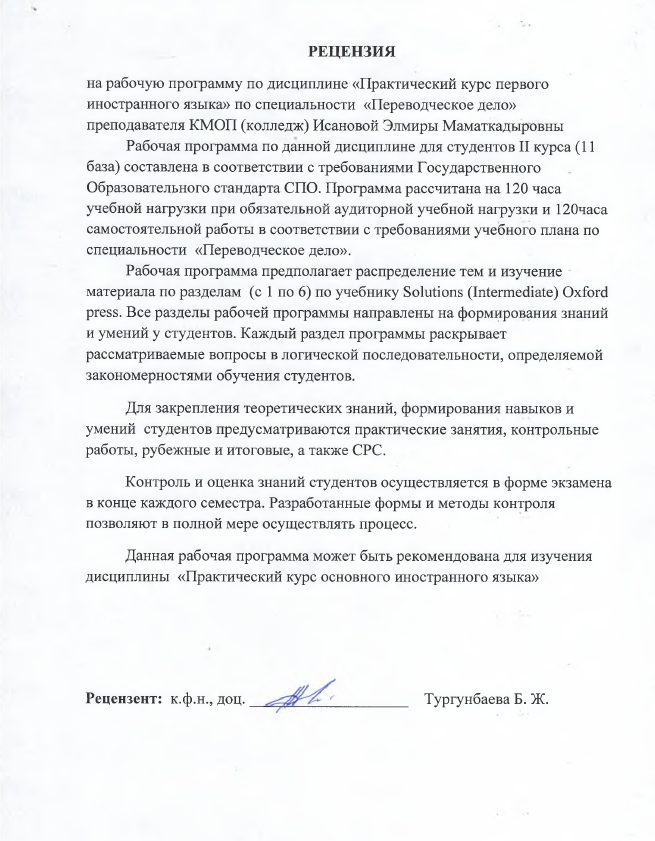 РЕЦЕНЗИЯ
на рабочую программу по дисциплине «Практический курс первого
иностранного языка» по специальности «Переводческое дело»
преподавателя КМОП (колледж) Исановой Элмиры Маматкадыровны
Рабочая программа по данной дисциплине для студентов II курса (11
база) составлена в соответствии с требованиями Государственного
Образовательного стандарта СПО. Программа рассчитана на 120 часа
учебной нагрузки при обязательной аудиторной учебной нагрузки и 120часа
самостоятельной работы в соответствии с требованиями учебного плана по
специальности «Переводческое дело».
Рабочая программа предполагает распределение тем и изучение
материала по разделам (с 1 по 6) по учебнику Solutions (Intermediate) Oxford
press. Все разделы рабочей программы направлены на формирования знаний
и умений у студентов. Каждый раздел программы раскрывает
рассматриваемые вопросы в логической последовательности, определяемой
закономерностями обучения студентов.
Для закрепления теоретических знаний, формирования навыков и
умений студентов предусматриваются практические занятия, контрольные
работы, рубежные и итоговые, а также СРС.
Контроль и оценка знаний студентов осуществляется в форме экзамена
в конце каждого семестра. Разработанные формы и методы контроля
позволяют в полной мере осуществлять процесс.
Данная рабочая программа может быть рекомендована для изучения
дисциплины «Практический курс основного иностранного языка»
Рецензент: к.ф.н., доц. ____________________ Тургунбаева Б. Ж.